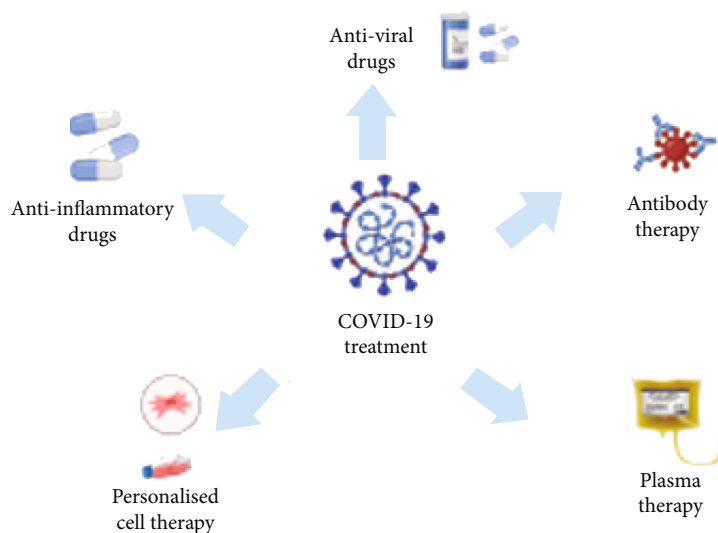 Anti-viral
drugs
Anti-inflammatory
drugs
Antibody
therapy
COVID-19
treatment
Personalised
cell therapy
Plasma
therapy